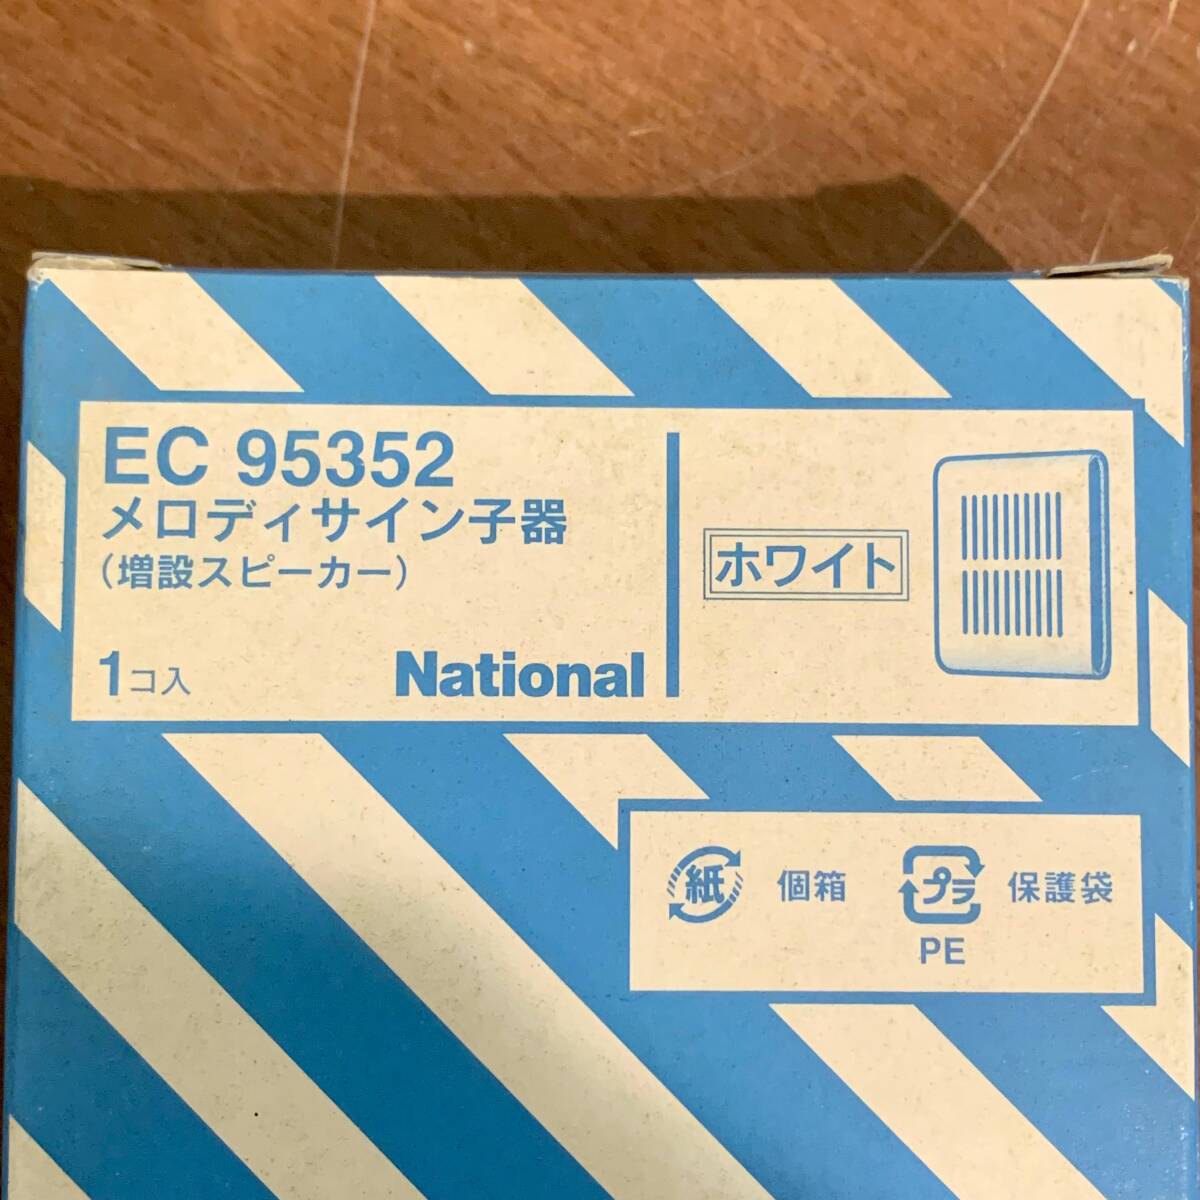 EC 95352
メロディサイン子器
(増設スピーカー)
1コ入
National
ホワイト
紙 個箱
プラ 保護袋
PE